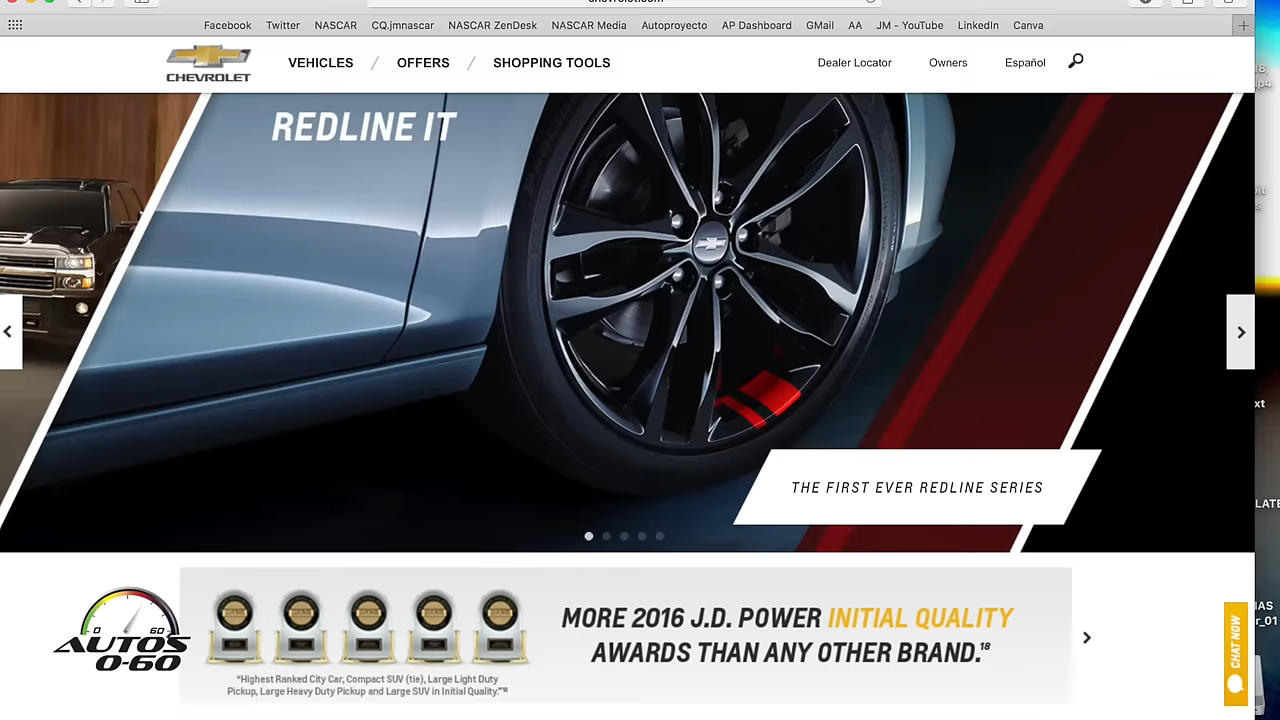 Facebook Twitter NASCAR CQ.jmnascar NASCAR ZenDesk NASCAR Media Autoproyecto AP Dashboard GMail AA JM - YouTube LinkedIn Canva
CHEVROLET
VEHICLES / OFFERS / SHOPPING TOOLS
Dealer Locator Owners Español
REDLINE IT
THE FIRST EVER REDLINE SERIES
0 60
AUTOS
0-60
MORE 2016 J.D. POWER INITIAL QUALITY
AWARDS THAN ANY OTHER BRAND.18
"Highest Ranked City Car, Compact SUV (tie), Large Light Duty
Pickup, Large Heavy Duty Pickup and Large SUV in Initial Quality."18
CHAT NOW